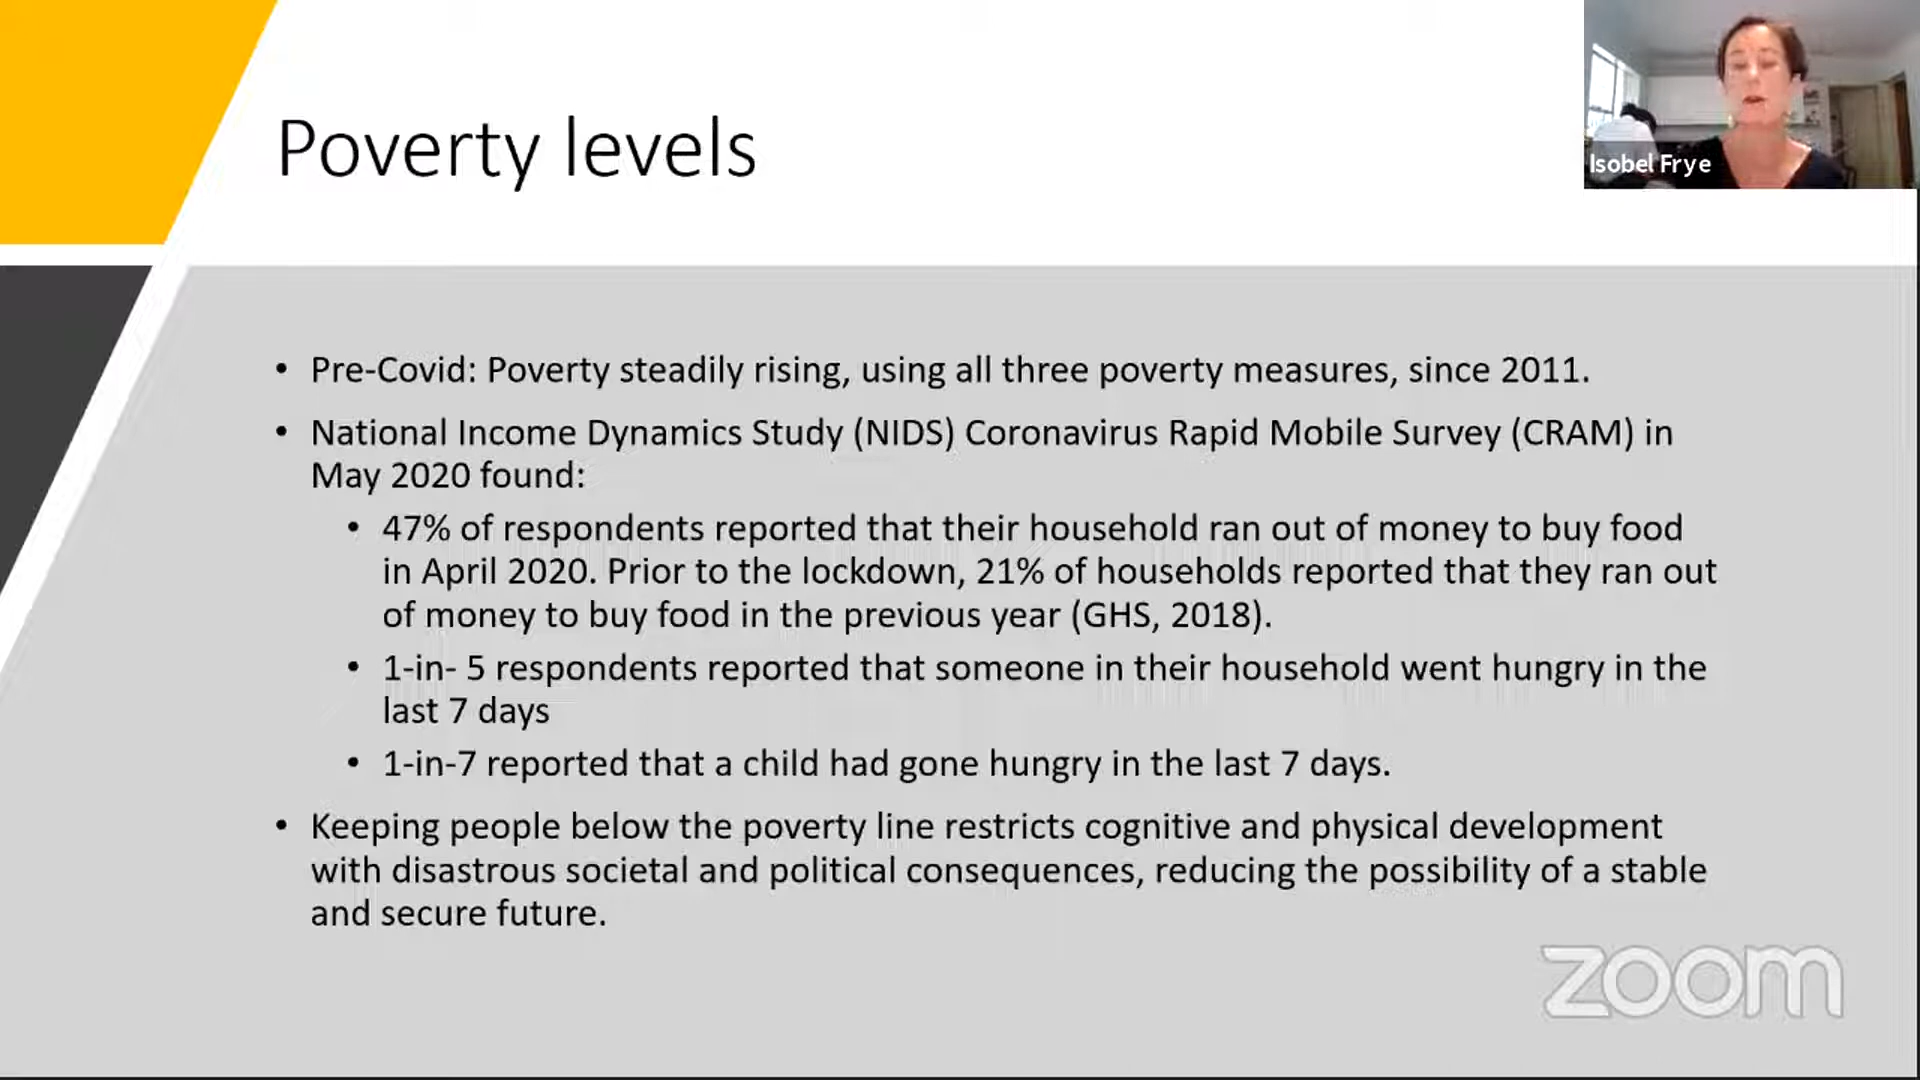 Poverty levels
Isobel Frye
• Pre-Covid: Poverty steadily rising, using all three poverty measures, since 2011.
• National Income Dynamics Study (NIDS) Coronavirus Rapid Mobile Survey (CRAM) in
May 2020 found:
• 47% of respondents reported that their household ran out of money to buy food
in April 2020. Prior to the lockdown, 21% of households reported that they ran out
of money to buy food in the previous year (GHS, 2018).
• 1-in- 5 respondents reported that someone in their household went hungry in the
last 7 days
• 1-in-7 reported that a child had gone hungry in the last 7 days.
• Keeping people below the poverty line restricts cognitive and physical development
with disastrous societal and political consequences, reducing the possibility of a stable
and secure future.
zoom